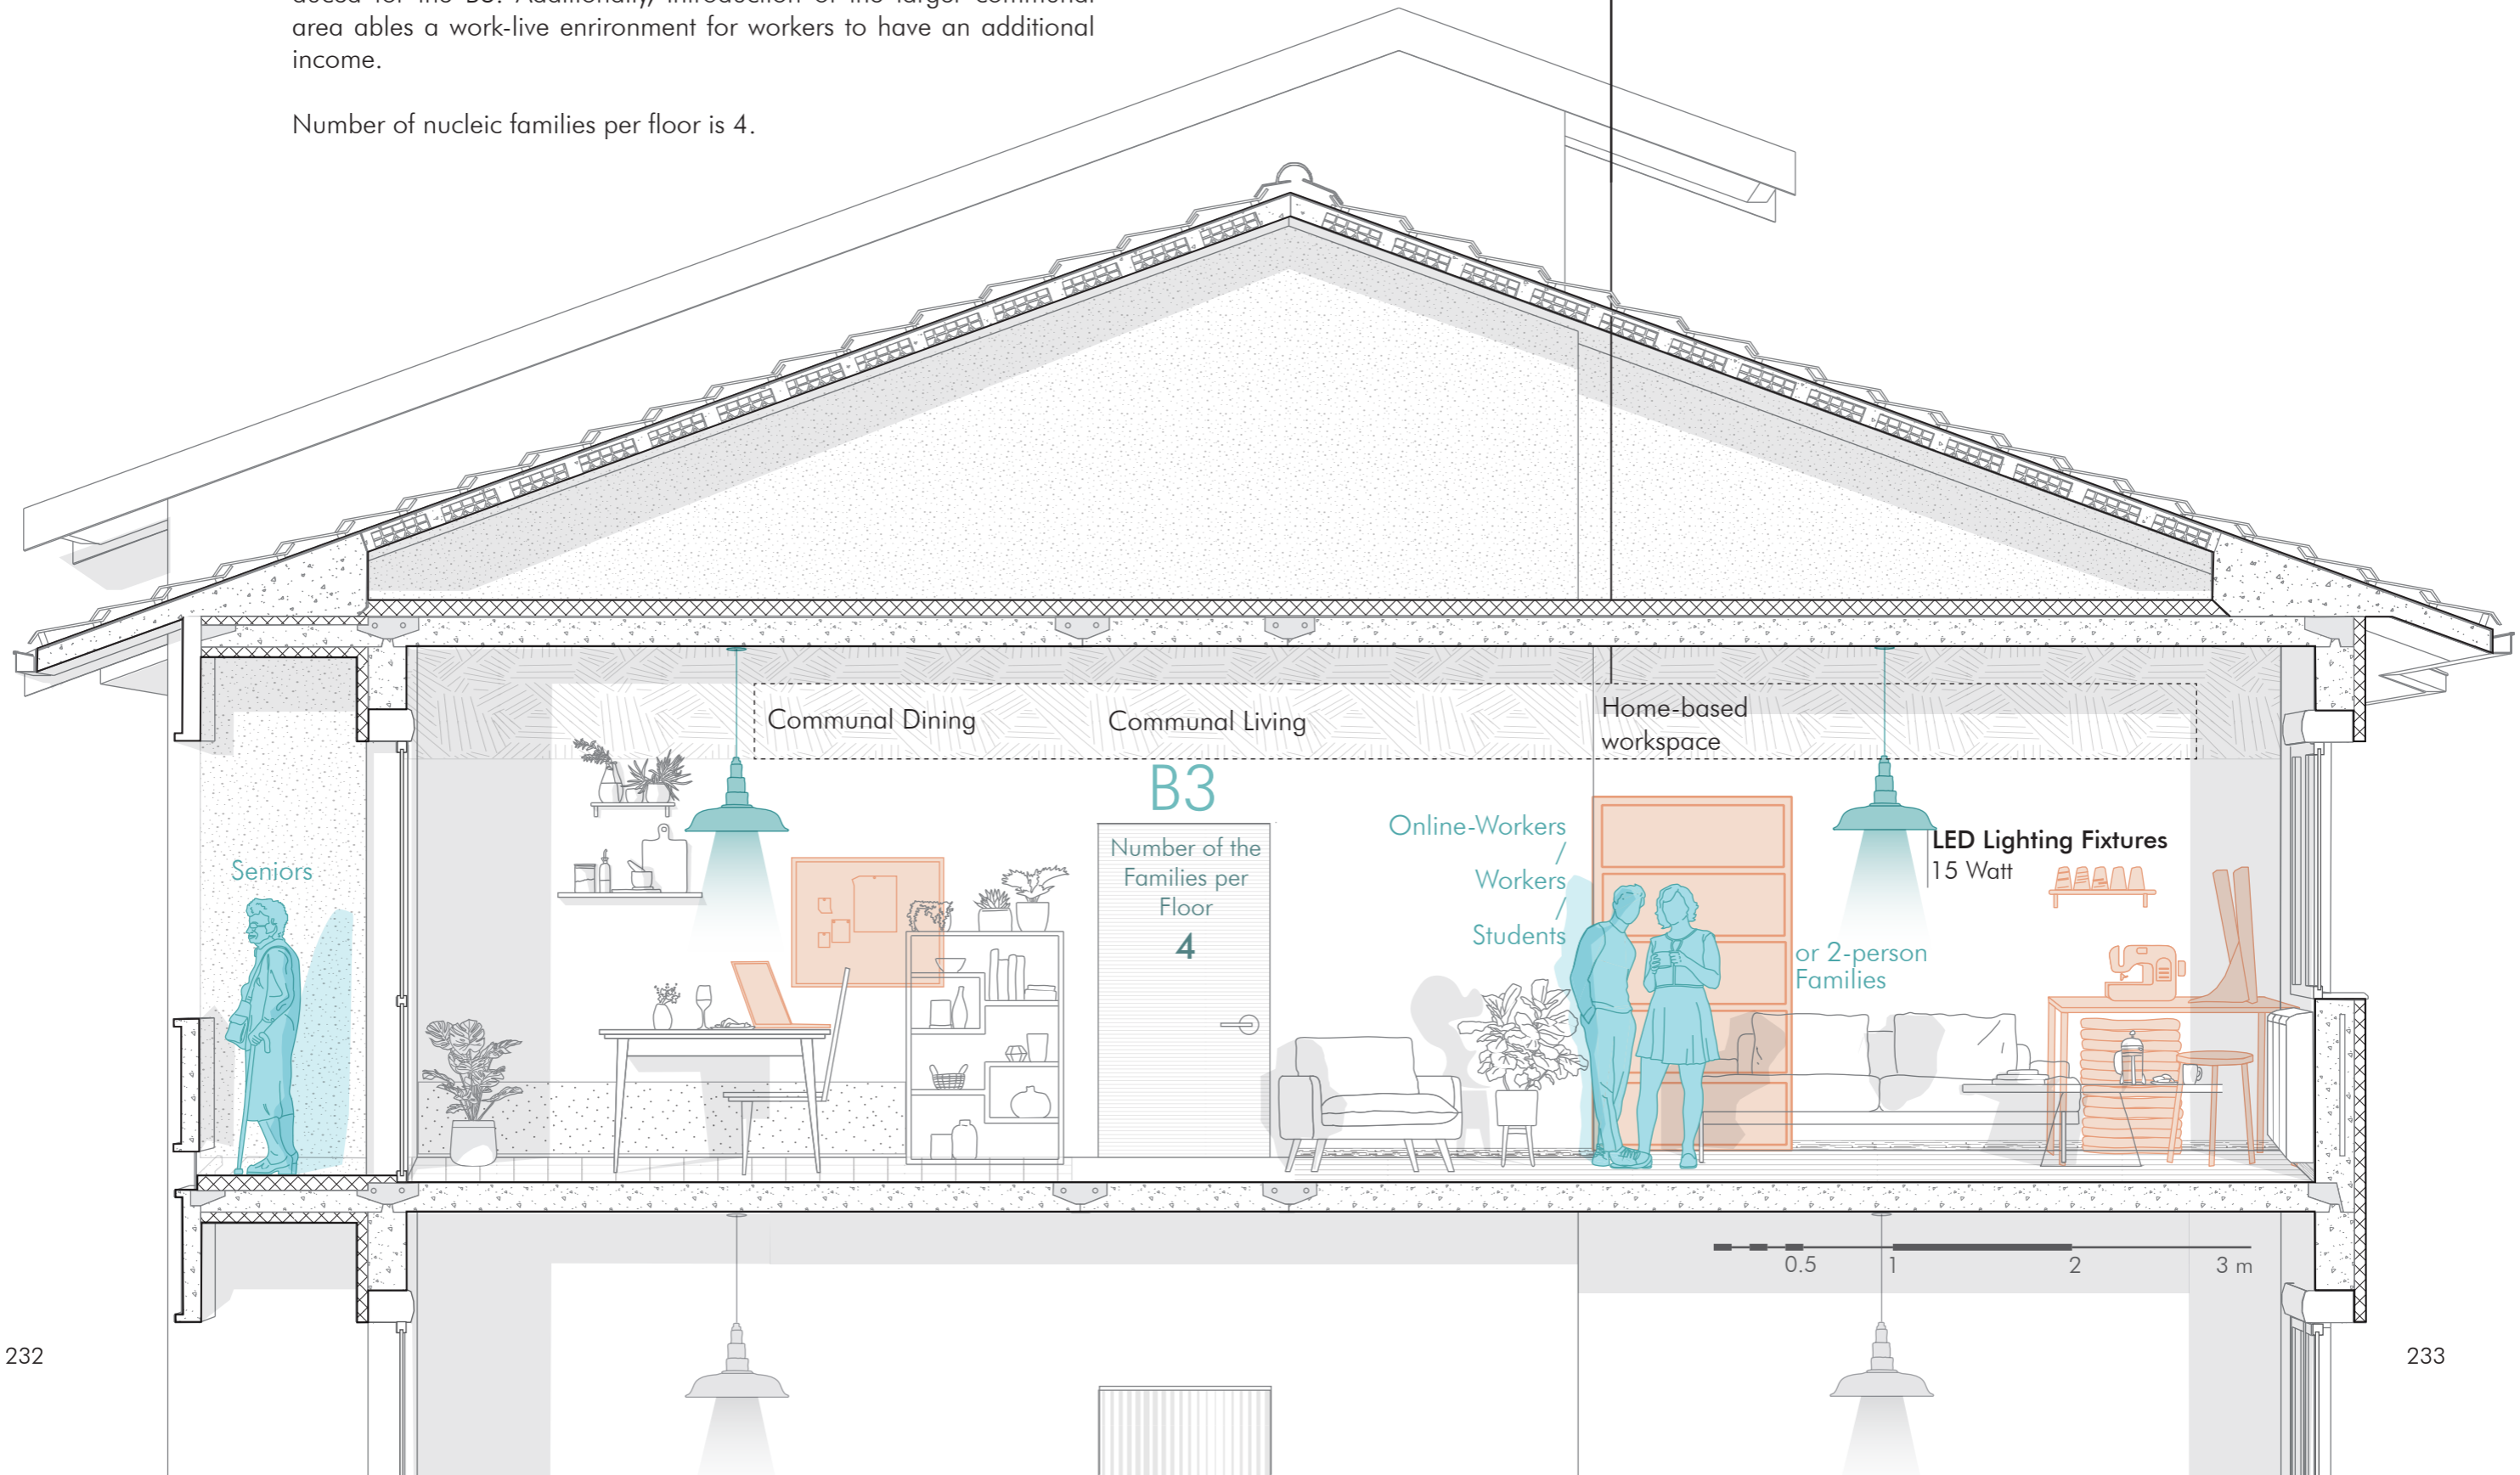 area ables a work-live enrironment for workers to have an additional
income.
Number of nucleic families per floor is 4.
Communal Dining
Communal Living
Home-based
workspace
B3
Number of the
Families per
Floor
4
Online-Workers
/
Workers
/
Students
or 2-person
Families
LED Lighting Fixtures
15 Watt
Seniors
0.5
1
2
3 m
232
233